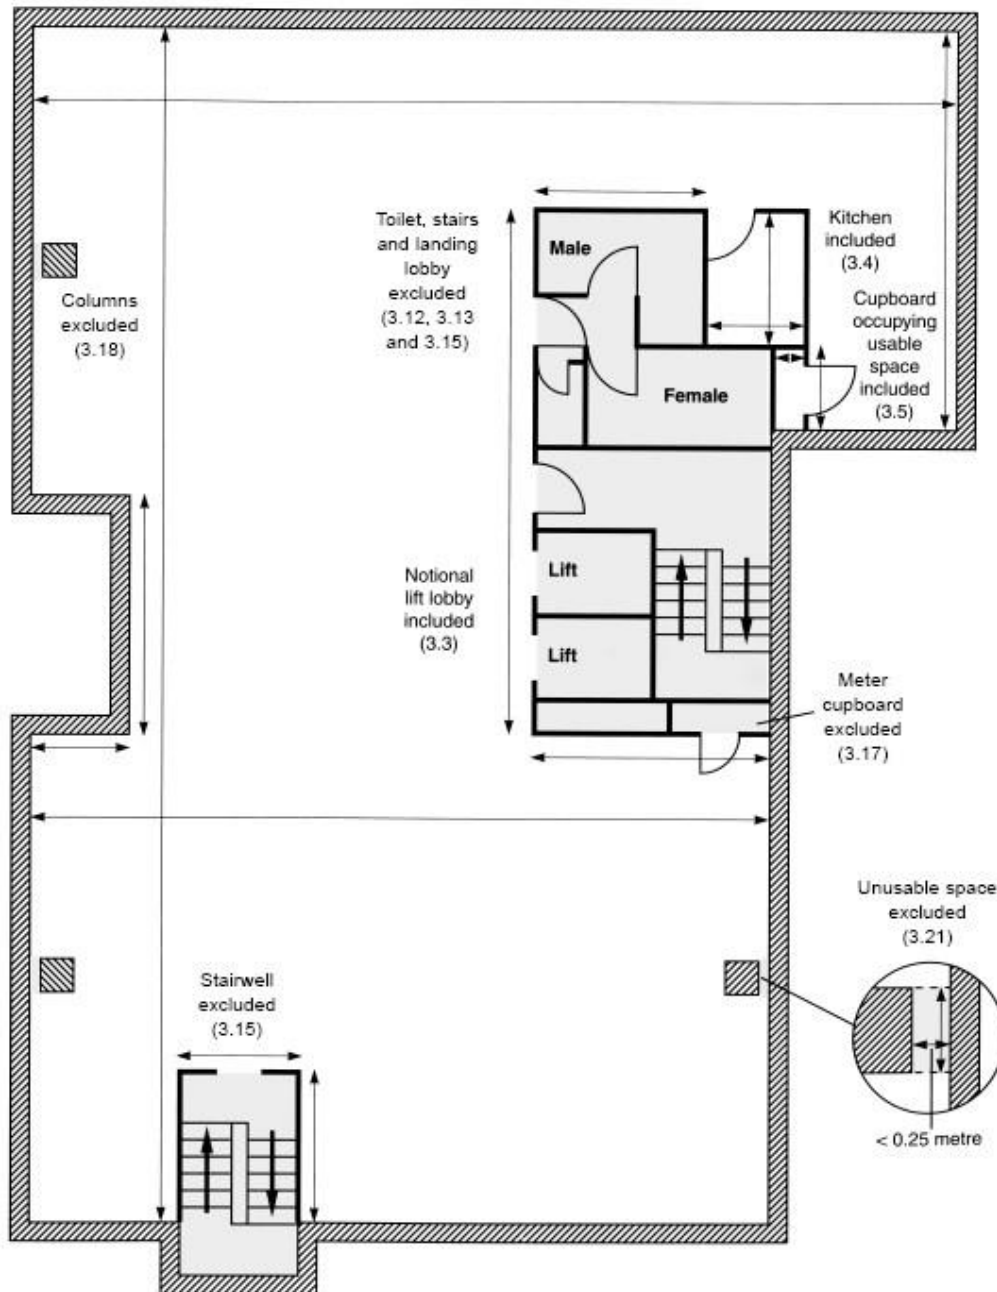 Toilet, stairs
and landing
lobby
excluded
(3.12, 3.13
and 3.15)
Male
Kitchen
included
(3.4)
Columns
excluded
(3.18)
Cupboard
occupying
usable
space
included
(3.5)
Female
Notional
lift lobby
included
(3.3)
Lift
Lift
Meter
cupboard
excluded
(3.17)
Unusable space
excluded
(3.21)
Stairwell
excluded
(3.15)
< 0.25 metre